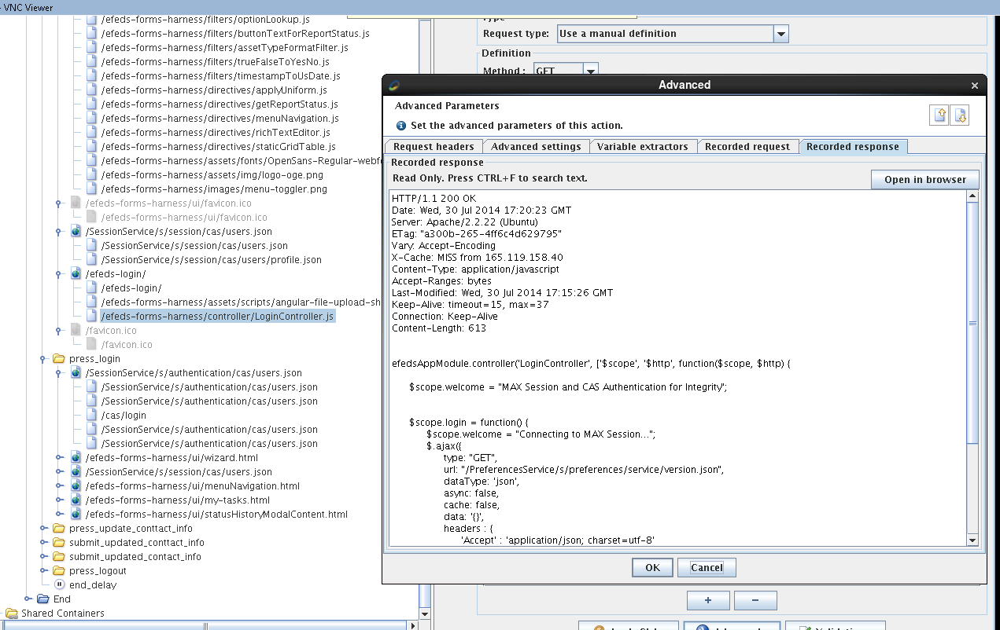 VNC Viewer
/efeds-forms-harness/filters/optionLookup.js
/efeds-forms-harness/filters/buttonTextForReportStatus.js
/efeds-forms-harness/filters/assetTypeFormatFilter.js
/efeds-forms-harness/filters/trueFalseToYesNo.js
/efeds-forms-harness/filters/timestampToUsDate.js
/efeds-forms-harness/directives/applyUniform.js
/efeds-forms-harness/directives/getReportStatus.js
/efeds-forms-harness/directives/menuNavigation.js
/efeds-forms-harness/directives/richTextEditor.js
/efeds-forms-harness/directives/staticGridTable.js
/efeds-forms-harness/assets/fonts/OpenSans-Regular-webfo
/efeds-forms-harness/assets/img/logo-oge.png
/efeds-forms-harness/images/menu-toggler.png
/efeds-forms-harness/ui/favicon.ico
/efeds-forms-harness/ui/favicon.ico
/SessionService/s/session/cas/users.json
/SessionService/s/session/cas/users.json
/SessionService/s/session/cas/users/profile.json
/efeds-login/
/efeds-login/
/efeds-forms-harness/assets/scripts/angular-file-upload-sh
/efeds-forms-harness/controller/LoginController.js
/favicon.ico
/favicon.ico
press_login
/SessionService/s/authentication/cas/users.json
/SessionService/s/authentication/cas/users.json
/SessionService/s/authentication/cas/users.json
/cas/login
/SessionService/s/authentication/cas/users.json
/SessionService/s/authentication/cas/users.json
/efeds-forms-harness/ui/wizard.html
/SessionService/s/session/cas/users.json
/efeds-forms-harness/ui/menuNavigation.html
/efeds-forms-harness/ui/my-tasks.html
/efeds-forms-harness/ui/statusHistoryModalContent.html
press_update_conttact_info
submit_updated_conttact_info
submit_updated_contact_info
press_logout
end_delay
End
Shared Containers
Type
Request type: Use a manual definition
Definition
Method : GET
Advanced
Advanced Parameters
Set the advanced parameters of this action.
Request headers Advanced settings Variable extractors Recorded request Recorded response
Recorded response
Read Only. Press CTRL+F to search text.
Open in browser
HTTP/1.1 200 OK
Date: Wed, 30 Jul 2014 17:20:23 GMT
Server: Apache/2.2.22 (Ubuntu)
ETag: "a300b-265-4ff6c4d629795"
Vary: Accept-Encoding
X-Cache: MISS from 165.119.158.40
Content-Type: application/javascript
Accept-Ranges: bytes
Last-Modified: Wed, 30 Jul 2014 17:15:26 GMT
Keep-Alive: timeout=15, max=37
Connection: Keep-Alive
Content-Length: 613
efedsAppModule.controller('LoginController', ['$scope', '$http', function($scope, $http) {
$scope.welcome = "MAX Session and CAS Authentication for Integrity";
$scope.login = function() {
$scope.welcome = "Connecting to MAX Session...";
$.ajax({
type: "GET",
url: "/PreferencesService/s/preferences/service/version.json",
dataType: 'json',
async: false,
cache: false,
data: '{}',
headers : {
'Accept' : 'application/json; charset=utf-8'
OK Cancel
+ −